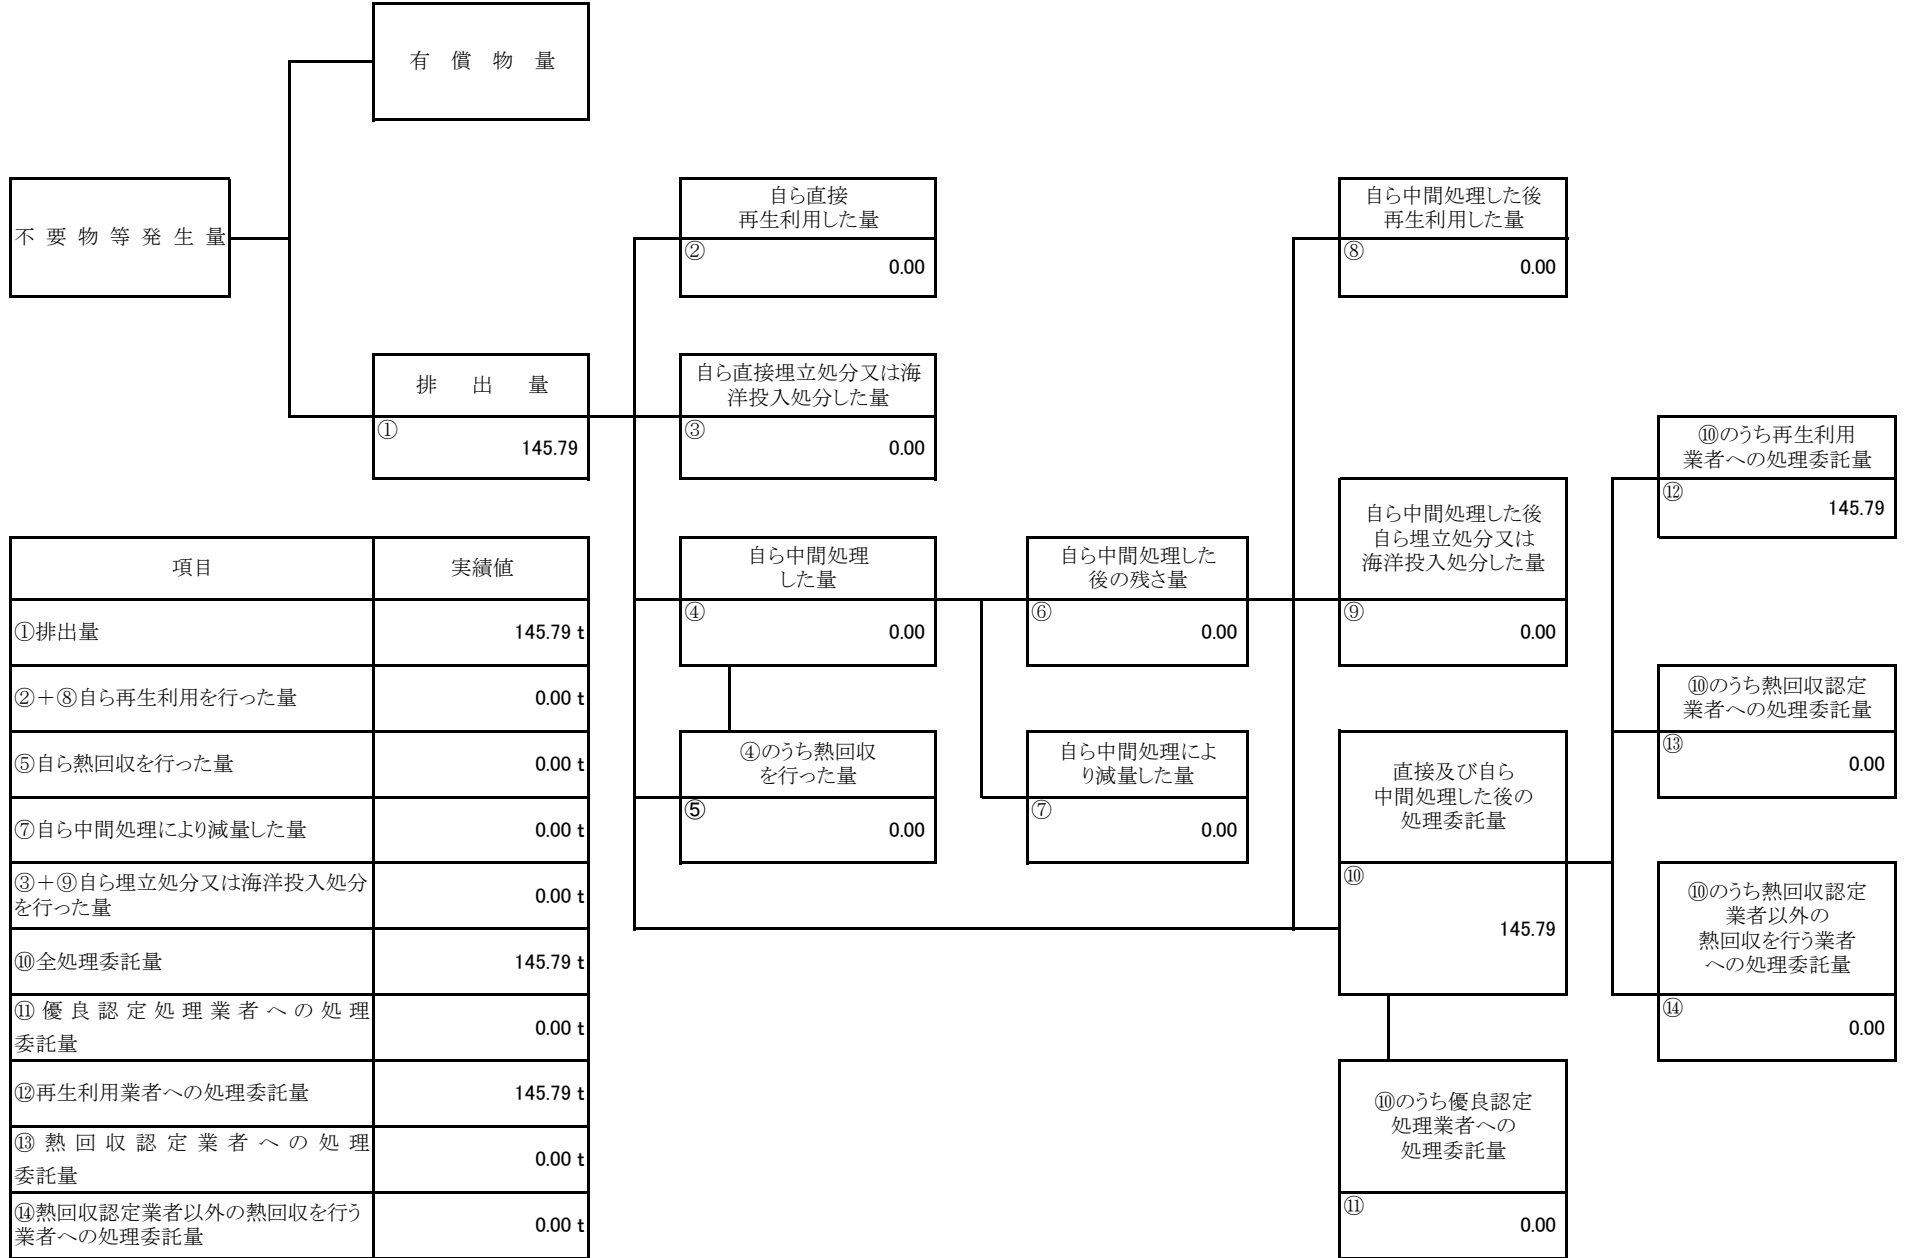 有 償 物 量
不 要 物 等 発 生 量
排 出 量
①
145.79
自ら直接
再生利用した量
②
0.00
自ら直接埋立処分又は海
洋投入処分した量
③
0.00
自ら中間処理
した量
④
0.00
④のうち熱回収
を行った量
⑤
0.00
自ら中間処理した
後の残さ量
⑥
0.00
自ら中間処理によ
り減量した量
⑦
0.00
自ら中間処理した後
再生利用した量
⑧
0.00
自ら中間処理した後
自ら埋立処分又は
海洋投入処分した量
⑨
0.00
直接及び自ら
中間処理した後の
処理委託量
⑩
145.79
⑩のうち優良認定
処理業者への
処理委託量
⑪
0.00
⑩のうち再生利用
業者への処理委託量
⑫
145.79
⑩のうち熱回収認定
業者への処理委託量
⑬
0.00
⑩のうち熱回収認定
業者以外の
熱回収を行う業者
への処理委託量
⑭
0.00
項目 実績値
①排出量 145.79 t
②＋⑧自ら再生利用を行った量 0.00 t
⑤自ら熱回収を行った量 0.00 t
⑦自ら中間処理により減量した量 0.00 t
③＋⑨自ら埋立処分又は海洋投入処分
を行った量 0.00 t
⑩全処理委託量 145.79 t
⑪優良認定処理業者への処理
委託量 0.00 t
⑫再生利用業者への処理委託量 145.79 t
⑬熱回収認定業者への処理
委託量 0.00 t
⑭熱回収認定業者以外の熱回収を行う
業者への処理委託量 0.00 t